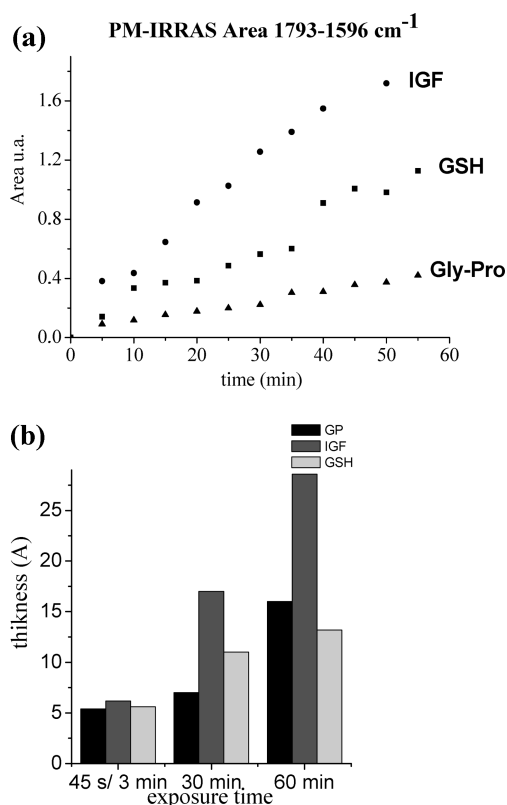 (a) PM-IRRAS Area 1793-1596 cm⁻¹
IGF
1.6
1.2
GSH
Area u.a.
0.8
0.4
Gly-Pro
0.0
0 10 20 30 40 50 60
time (min)
(b)
GP
IGF
GSH
25
20
thikness (A)
15
10
5
0
45 s/ 3 min 30 min 60 min
exposure time